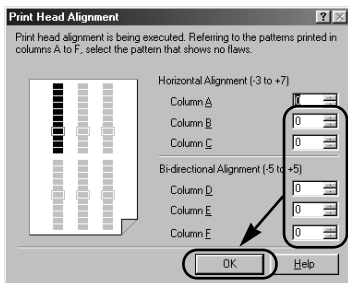 Print Head Alignment
Print head alignment is being executed. Referring to the patterns printed in
columns A to F, select the pattern that shows no flaws.
Horizontal Alignment (-3 to +7)
Column A 0
Column B 0
Column C 0
Bi-directional Alignment (-5 to +5)
Column D 0
Column E 0
Column F 0
OK Help